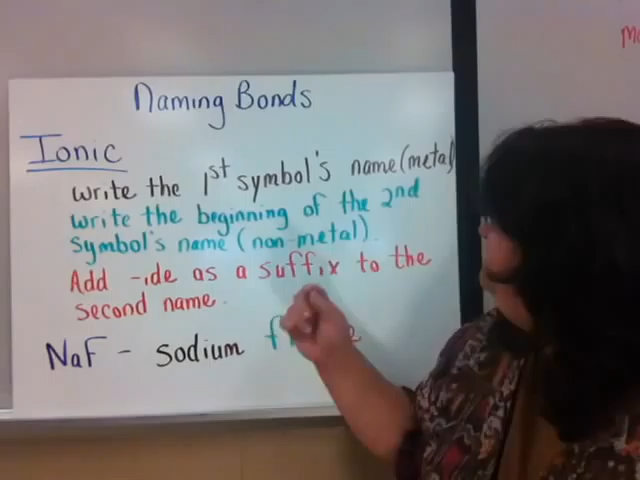 Naming Bonds
Ionic
write the 1st symbol's name (metal)
write the beginning of the 2nd
symbol's name (non-metal)
Add -ide as a suffix to the
second name.
NaF - sodium